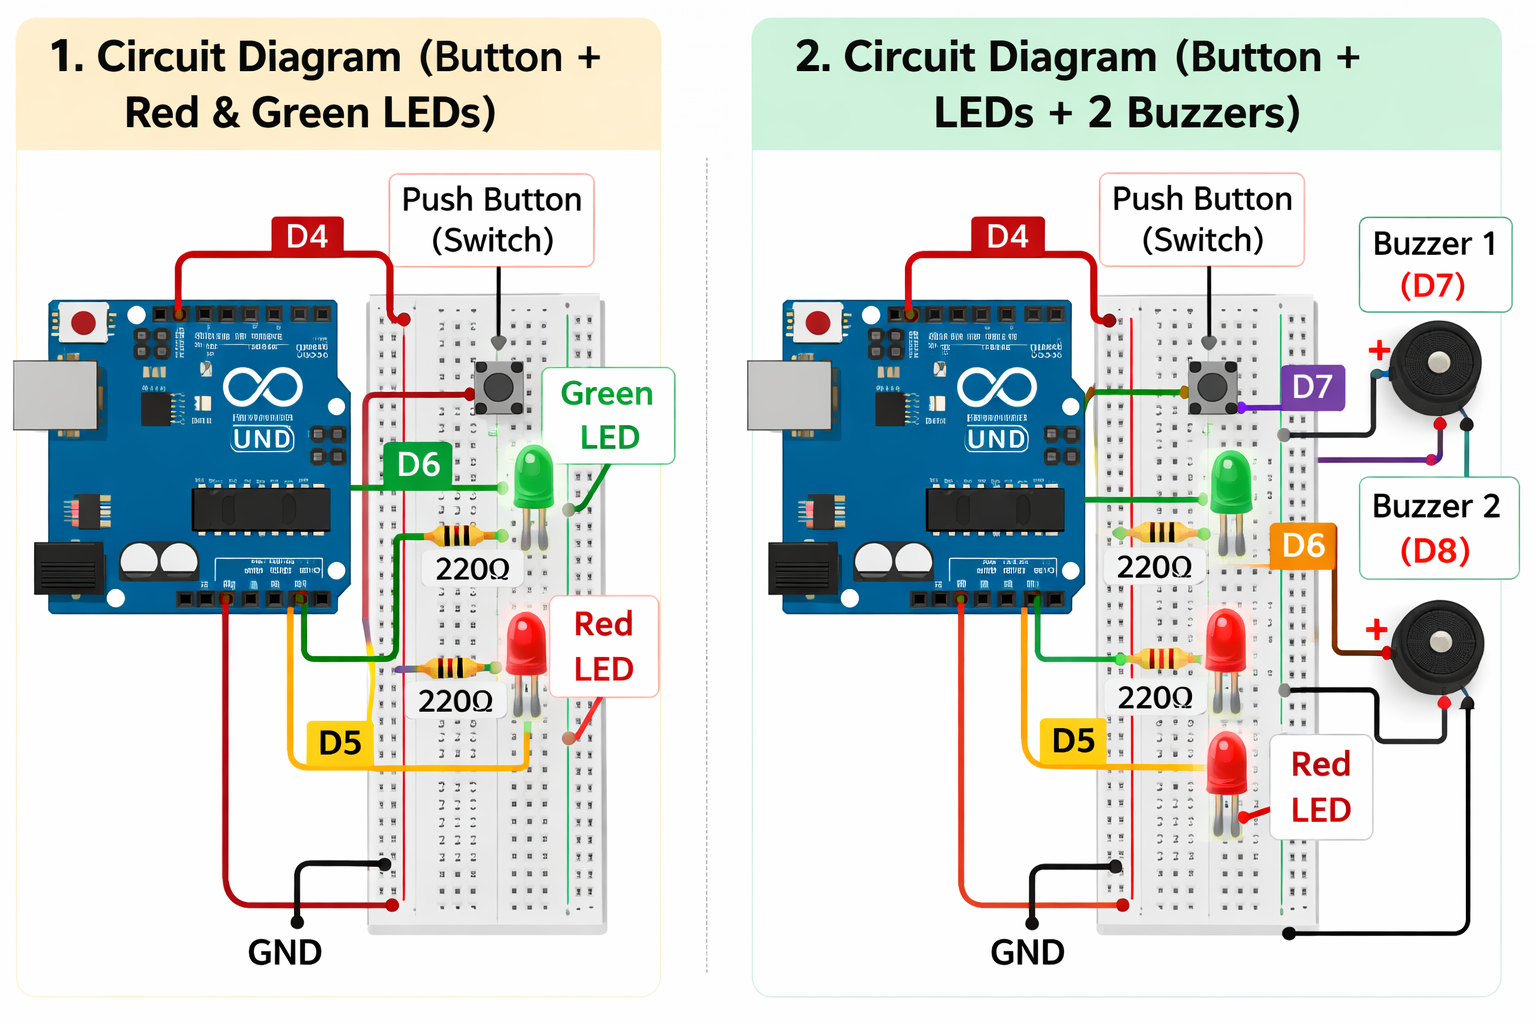 1. Circuit Diagram (Button +
Red & Green LEDs)
D4
Push Button
(Switch)
UND
Green
LED
D6
220Ω
Red
LED
220Ω
D5
GND
2. Circuit Diagram (Button +
LEDs + 2 Buzzers)
D4
Push Button
(Switch)
Buzzer 1
(D7)
+
D7
UND
Buzzer 2
(D8)
D6
220Ω
+
220Ω
D5
Red
LED
GND